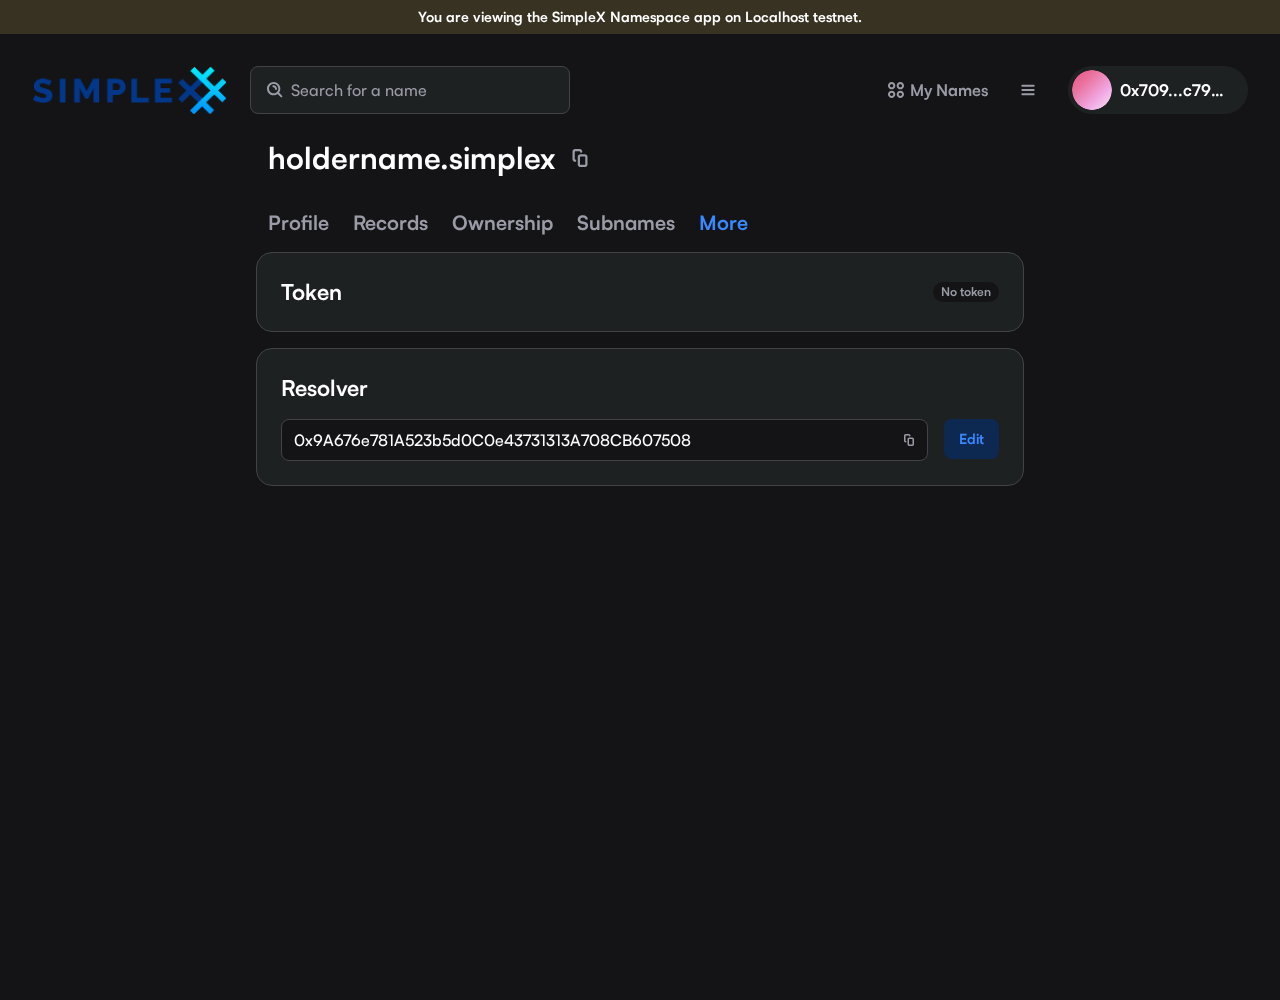 You are viewing the SimpleX Namespace app on Localhost testnet.
SIMPLEX
Search for a name
My Names
0x709...c79...
holdername.simplex
Profile
Records
Ownership
Subnames
More
Token
No token
Resolver
0x9A676e781A523b5d0C0e43731313A708CB607508
Edit